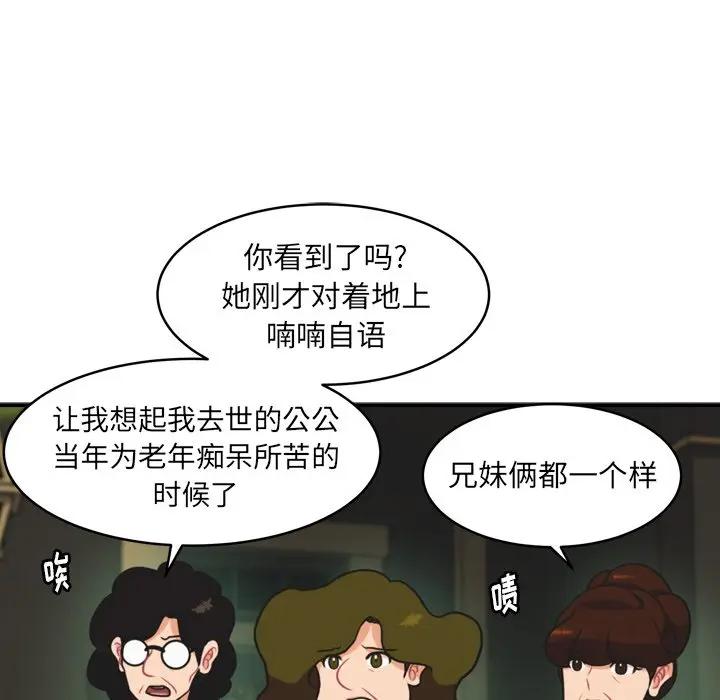 你看到了吗?
她刚才对着地上
喃喃自语
让我想起我去世的公公
当年为老年痴呆所苦的
时候了
兄妹俩都一个样
唉
啧